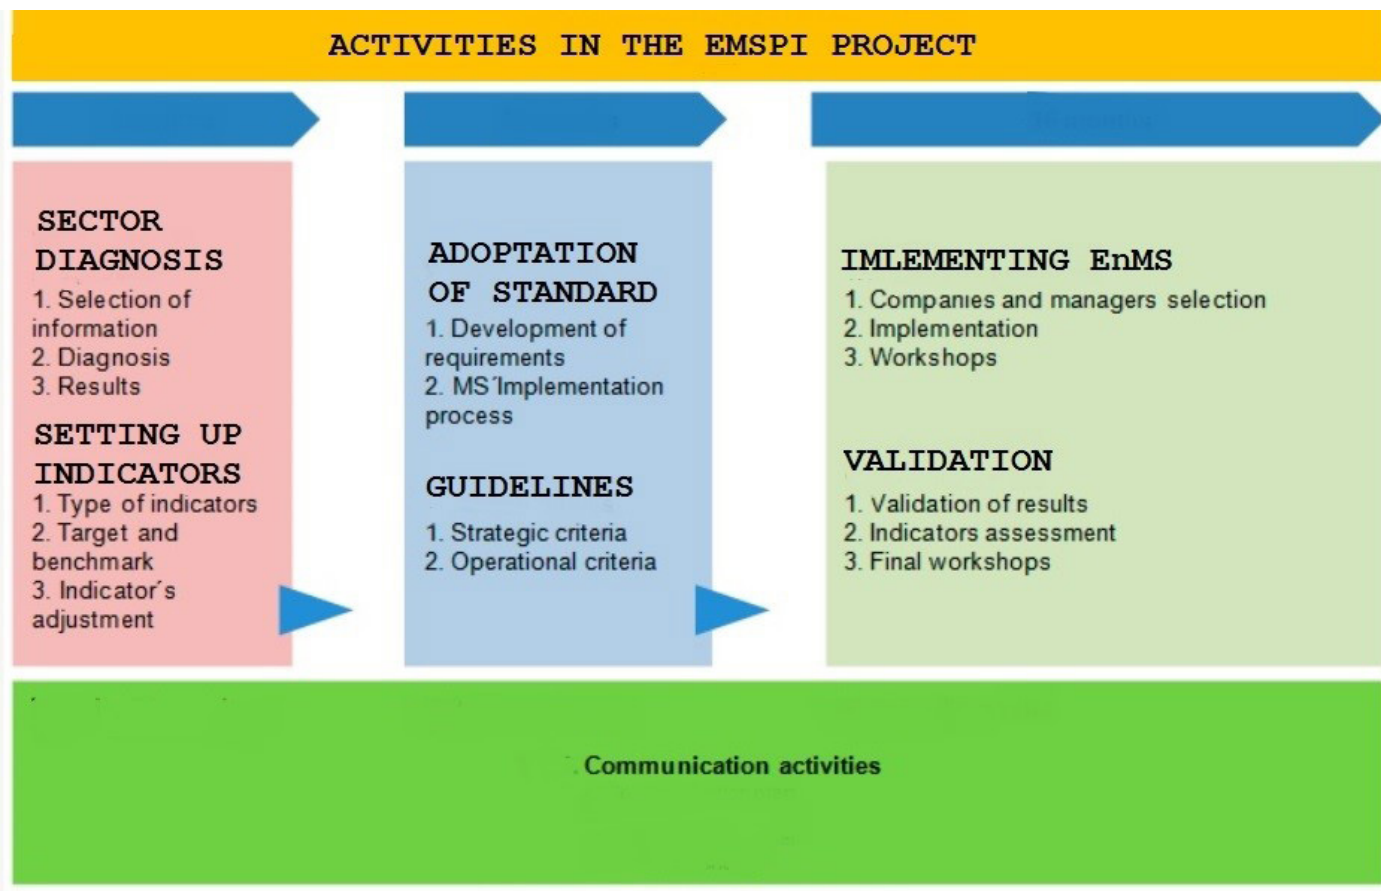 ACTIVITIES IN THE EMSPI PROJECT
SECTOR
DIAGNOSIS
1. Selection of
information
2. Diagnosis
3. Results
SETTING UP
INDICATORS
1. Type of indicators
2. Target and
benchmark
3. Indicator´s
adjustment
ADOPTATION
OF STANDARD
1. Development of
requirements
2. MS´Implementation
process
GUIDELINES
1. Strategic criteria
2. Operational criteria
IMLEMENTING EnMS
1. Companies and managers selection
2. Implementation
3. Workshops
VALIDATION
1. Validation of results
2. Indicators assessment
3. Final workshops
Communication activities